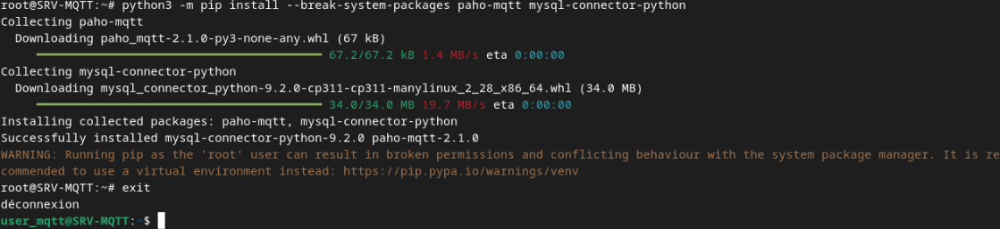 root@SRV-MQTT:~# python3 -m pip install --break-system-packages paho-mqtt mysql-connector-python
Collecting paho-mqtt
  Downloading paho_mqtt-2.1.0-py3-none-any.whl (67 kB)
     67.2/67.2 kB 1.4 MB/s eta 0:00:00
Collecting mysql-connector-python
  Downloading mysql_connector_python-9.2.0-cp311-cp311-manylinux_2_28_x86_64.whl (34.0 MB)
     34.0/34.0 MB 19.7 MB/s eta 0:00:00
Installing collected packages: paho-mqtt, mysql-connector-python
Successfully installed mysql-connector-python-9.2.0 paho-mqtt-2.1.0
WARNING: Running pip as the 'root' user can result in broken permissions and conflicting behaviour with the system package manager. It is re
commended to use a virtual environment instead: https://pip.pypa.io/warnings/venv
root@SRV-MQTT:~# exit
déconnexion
user_mqtt@SRV-MQTT:~$